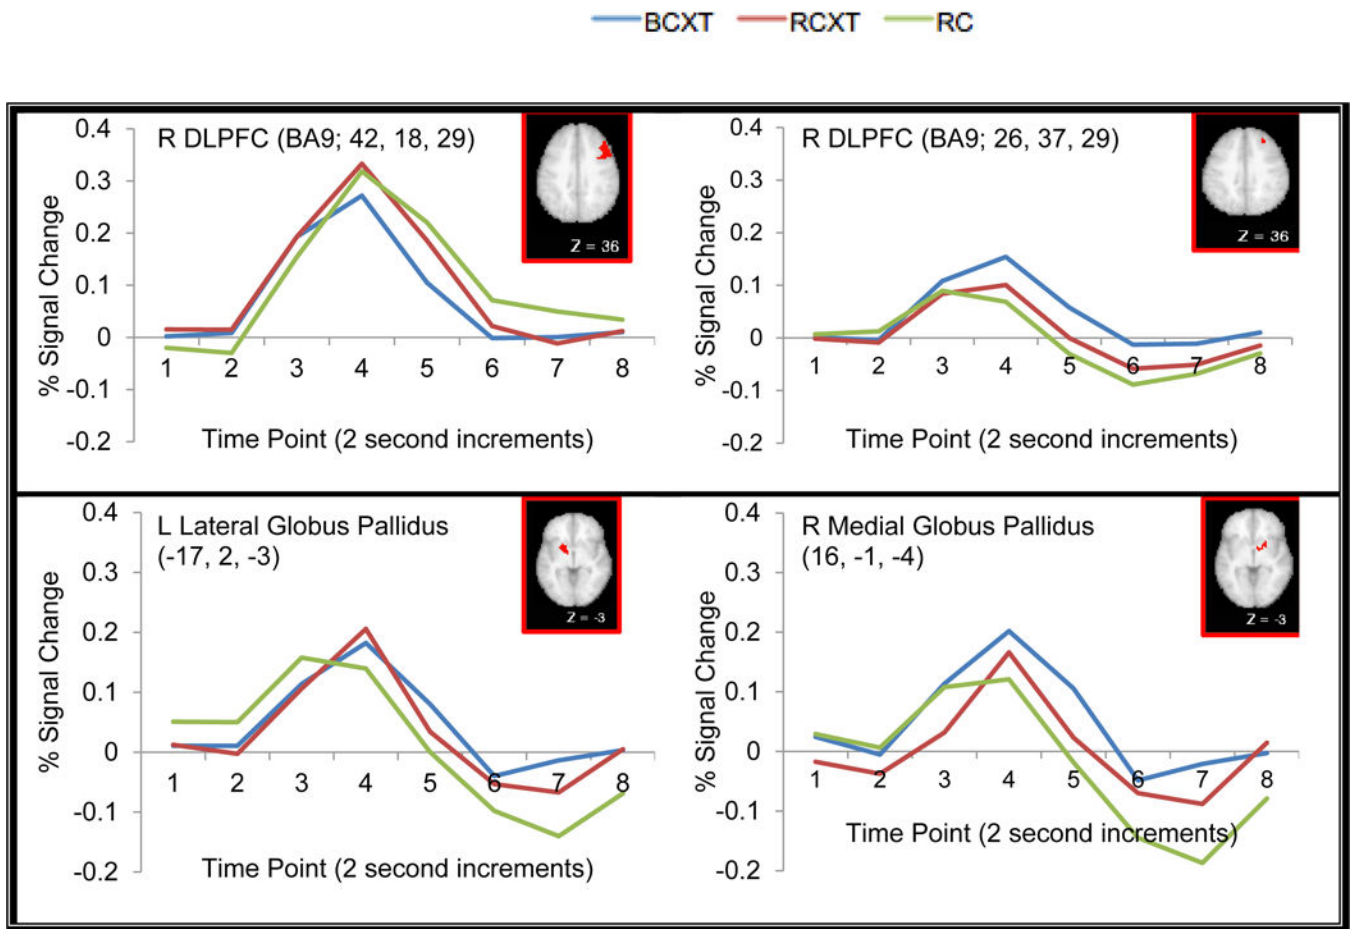 BCXT RCXT RC
R DLPFC (BA9; 42, 18, 29)
0.4
0.3
0.2
0.1
0
-0.1
-0.2
% Signal Change
1 2 3 4 5 6 7 8
Time Point (2 second increments)
Z = 36
R DLPFC (BA9; 26, 37, 29)
0.4
0.3
0.2
0.1
0
-0.1
-0.2
% Signal Change
1 2 3 4 5 6 7 8
Time Point (2 second increments)
Z = 36
L Lateral Globus Pallidus
(-17, 2, -3)
0.4
0.3
0.2
0.1
0
-0.1
-0.2
% Signal Change
1 2 3 4 5 6 7 8
Time Point (2 second increments)
Z = -3
R Medial Globus Pallidus
(16, -1, -4)
0.4
0.3
0.2
0.1
0
-0.1
-0.2
% Signal Change
1 2 3 4 5 6 7 8
Time Point (2 second increments)
Z = -3